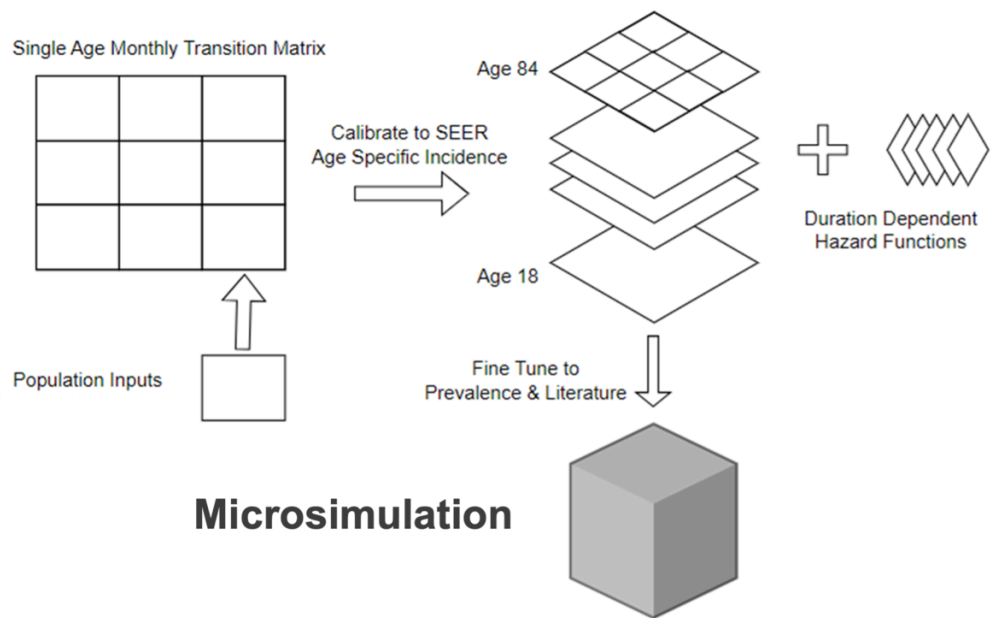 Single Age Monthly Transition Matrix
Calibrate to SEER
Age Specific Incidence
Age 84
Age 18
Duration Dependent
Hazard Functions
Population Inputs
Fine Tune to
Prevalence & Literature
Microsimulation